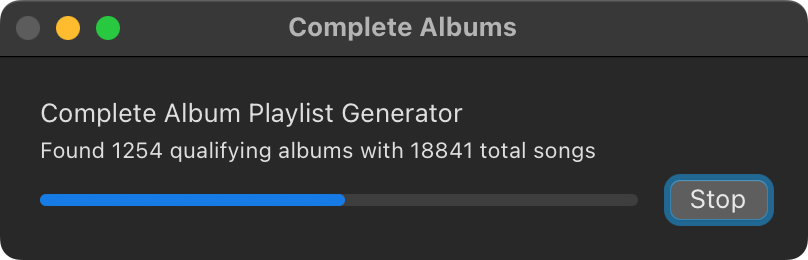 Complete Albums
Complete Album Playlist Generator
Found 1254 qualifying albums with 18841 total songs
Stop